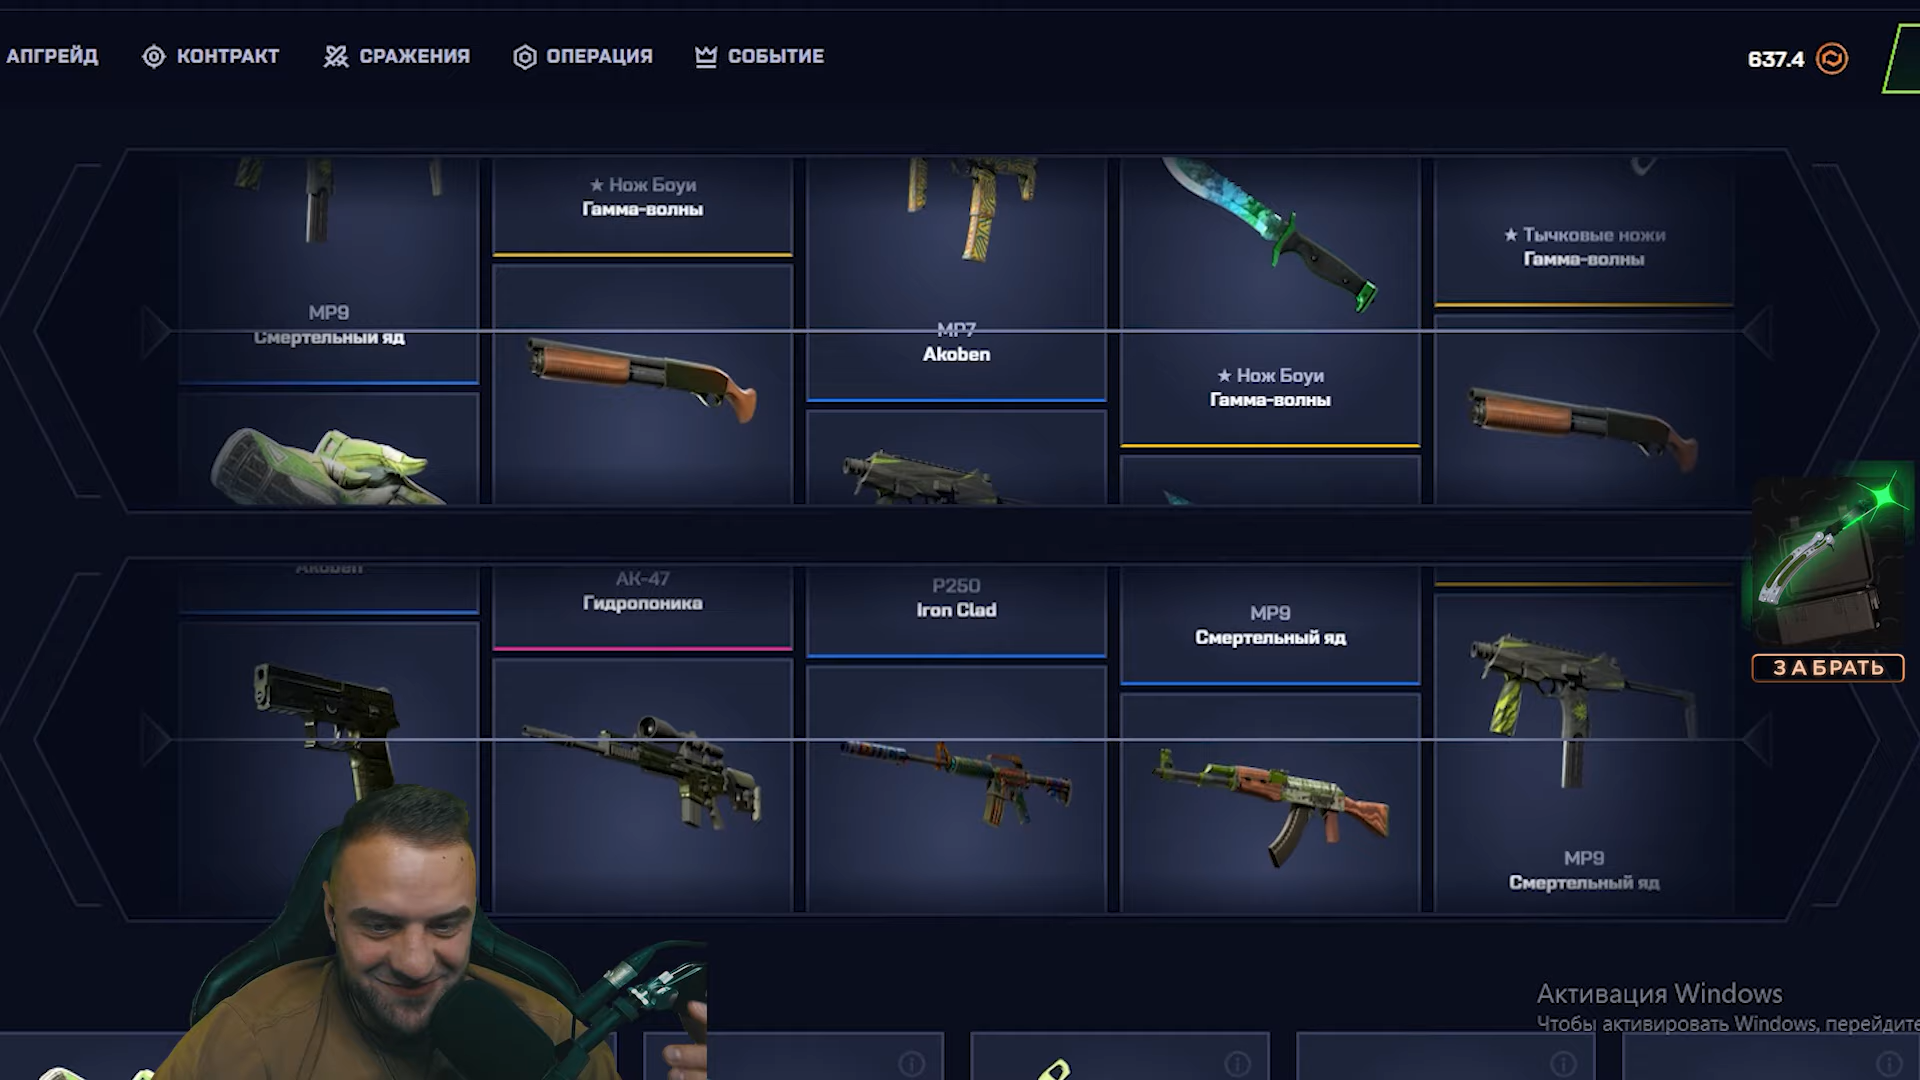 АПГРЕЙД
КОНТРАКТ
СРАЖЕНИЯ
ОПЕРАЦИЯ
СОБЫТИЕ
637.4
★ Нож Боуи
Гамма-волны
★ Тычковые ножи
Гамма-волны
MP9
Смертельный яд
MP7
Akoben
★ Нож Боуи
Гамма-волны
Akoben
АК-47
Гидропоника
P250
Iron Clad
MP9
Смертельный яд
ЗАБРАТЬ
MP9
Смертельный яд
Активация Windows
Чтобы активировать Windows, перейдите